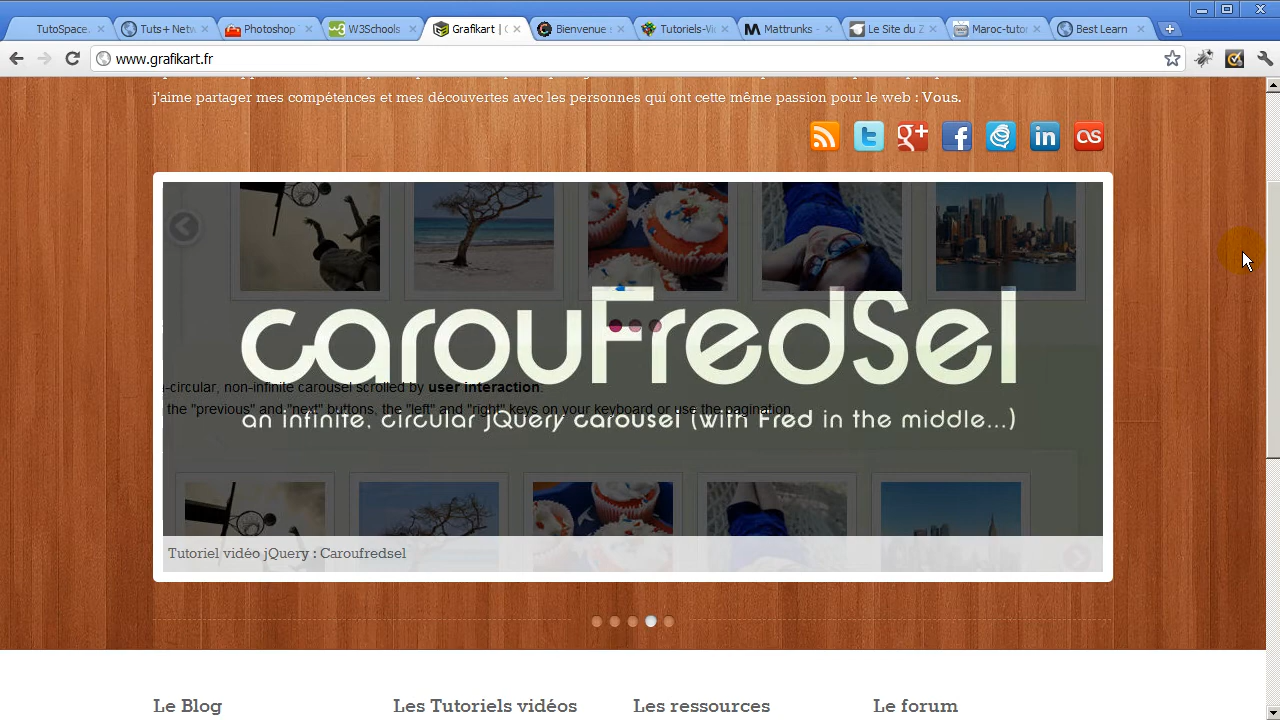 TutoSpace.
Tuts+ Netw
Photoshop
W3Schools
Grafikart | (
Bienvenue
Tutoriels-Vi
Mattrunks -
Le Site du Z
Maroc-tutor
Best Learn
www.grafikart.fr
j'aime partager mes compétences et mes découvertes avec les personnes qui ont cette même passion pour le web : Vous.
carouFredSel
-circular, non-infinite carousel scrolled by user interaction.
the "previous" and "next" buttons, the "left" and "right" keys on your keyboard or use the pagination.
an infinite, circular jQuery carousel (with Fred in the middle...)
Tutoriel vidéo jQuery : Caroufredsel
Le Blog
Les Tutoriels vidéos
Les ressources
Le forum